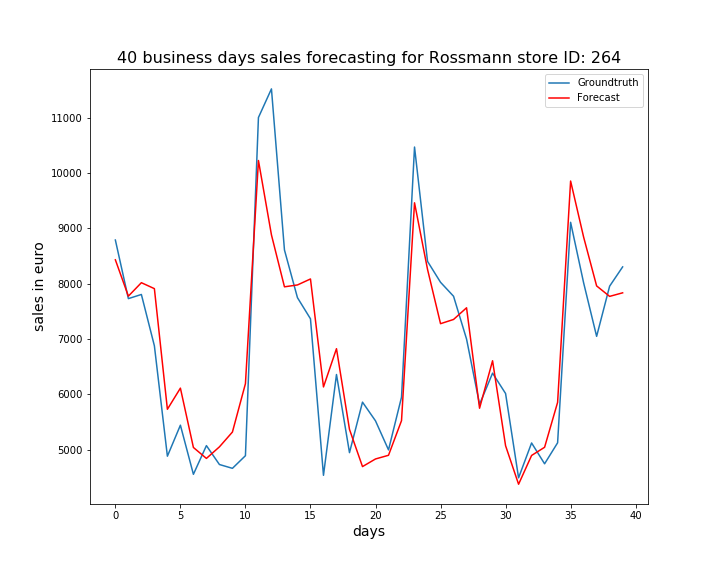 40 business days sales forecasting for Rossmann store ID: 264
Groundtruth
Forecast
11000
10000
9000
8000
7000
6000
5000
sales in euro
0 5 10 15 20 25 30 35 40
days